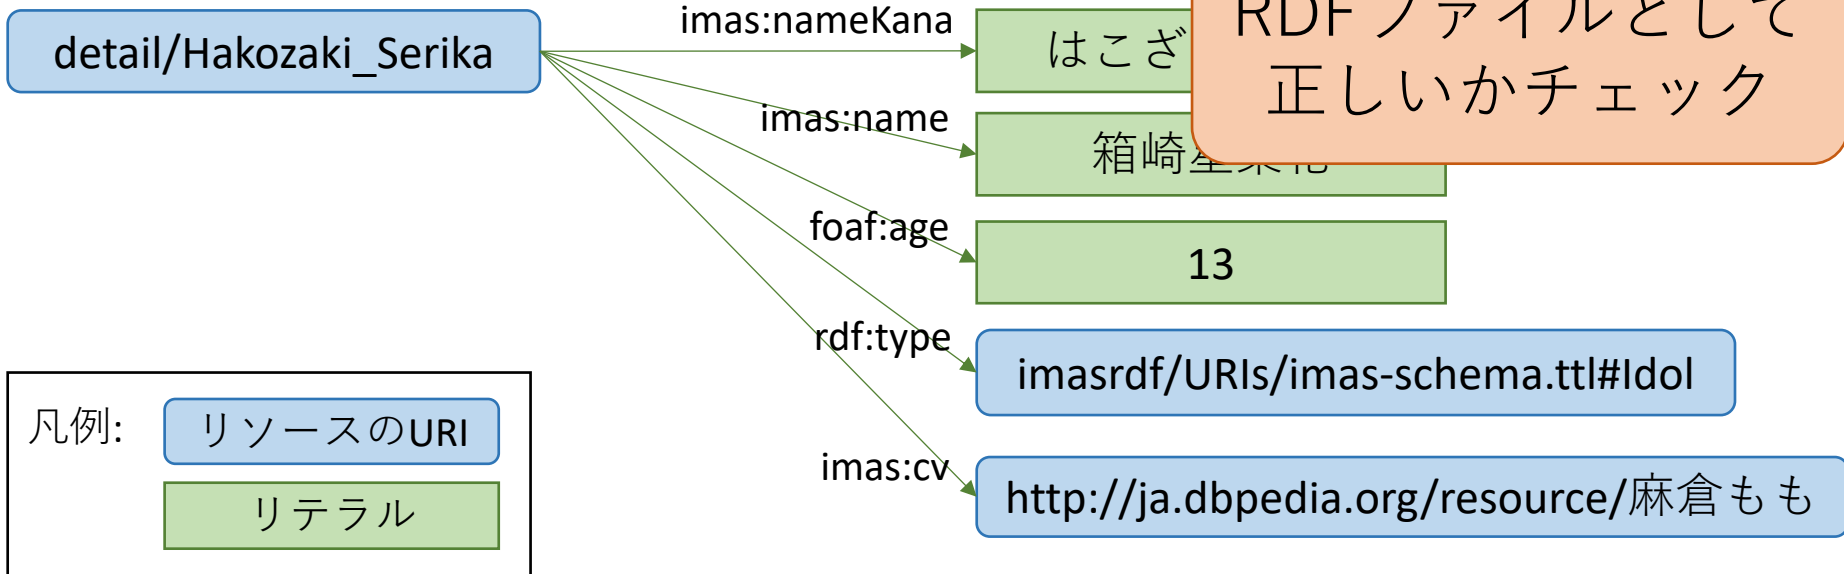 imas:nameKana
detail/Hakozaki_Serika
はこざ
RDFファイルとして
正しいかチェック
imas:name
箱崎
foaf:age
13
rdf:type
imasrdf/URIs/imas-schema.ttl#Idol
凡例:
リソースのURI
imas:cv
http://ja.dbpedia.org/resource/麻倉もも
リテラル